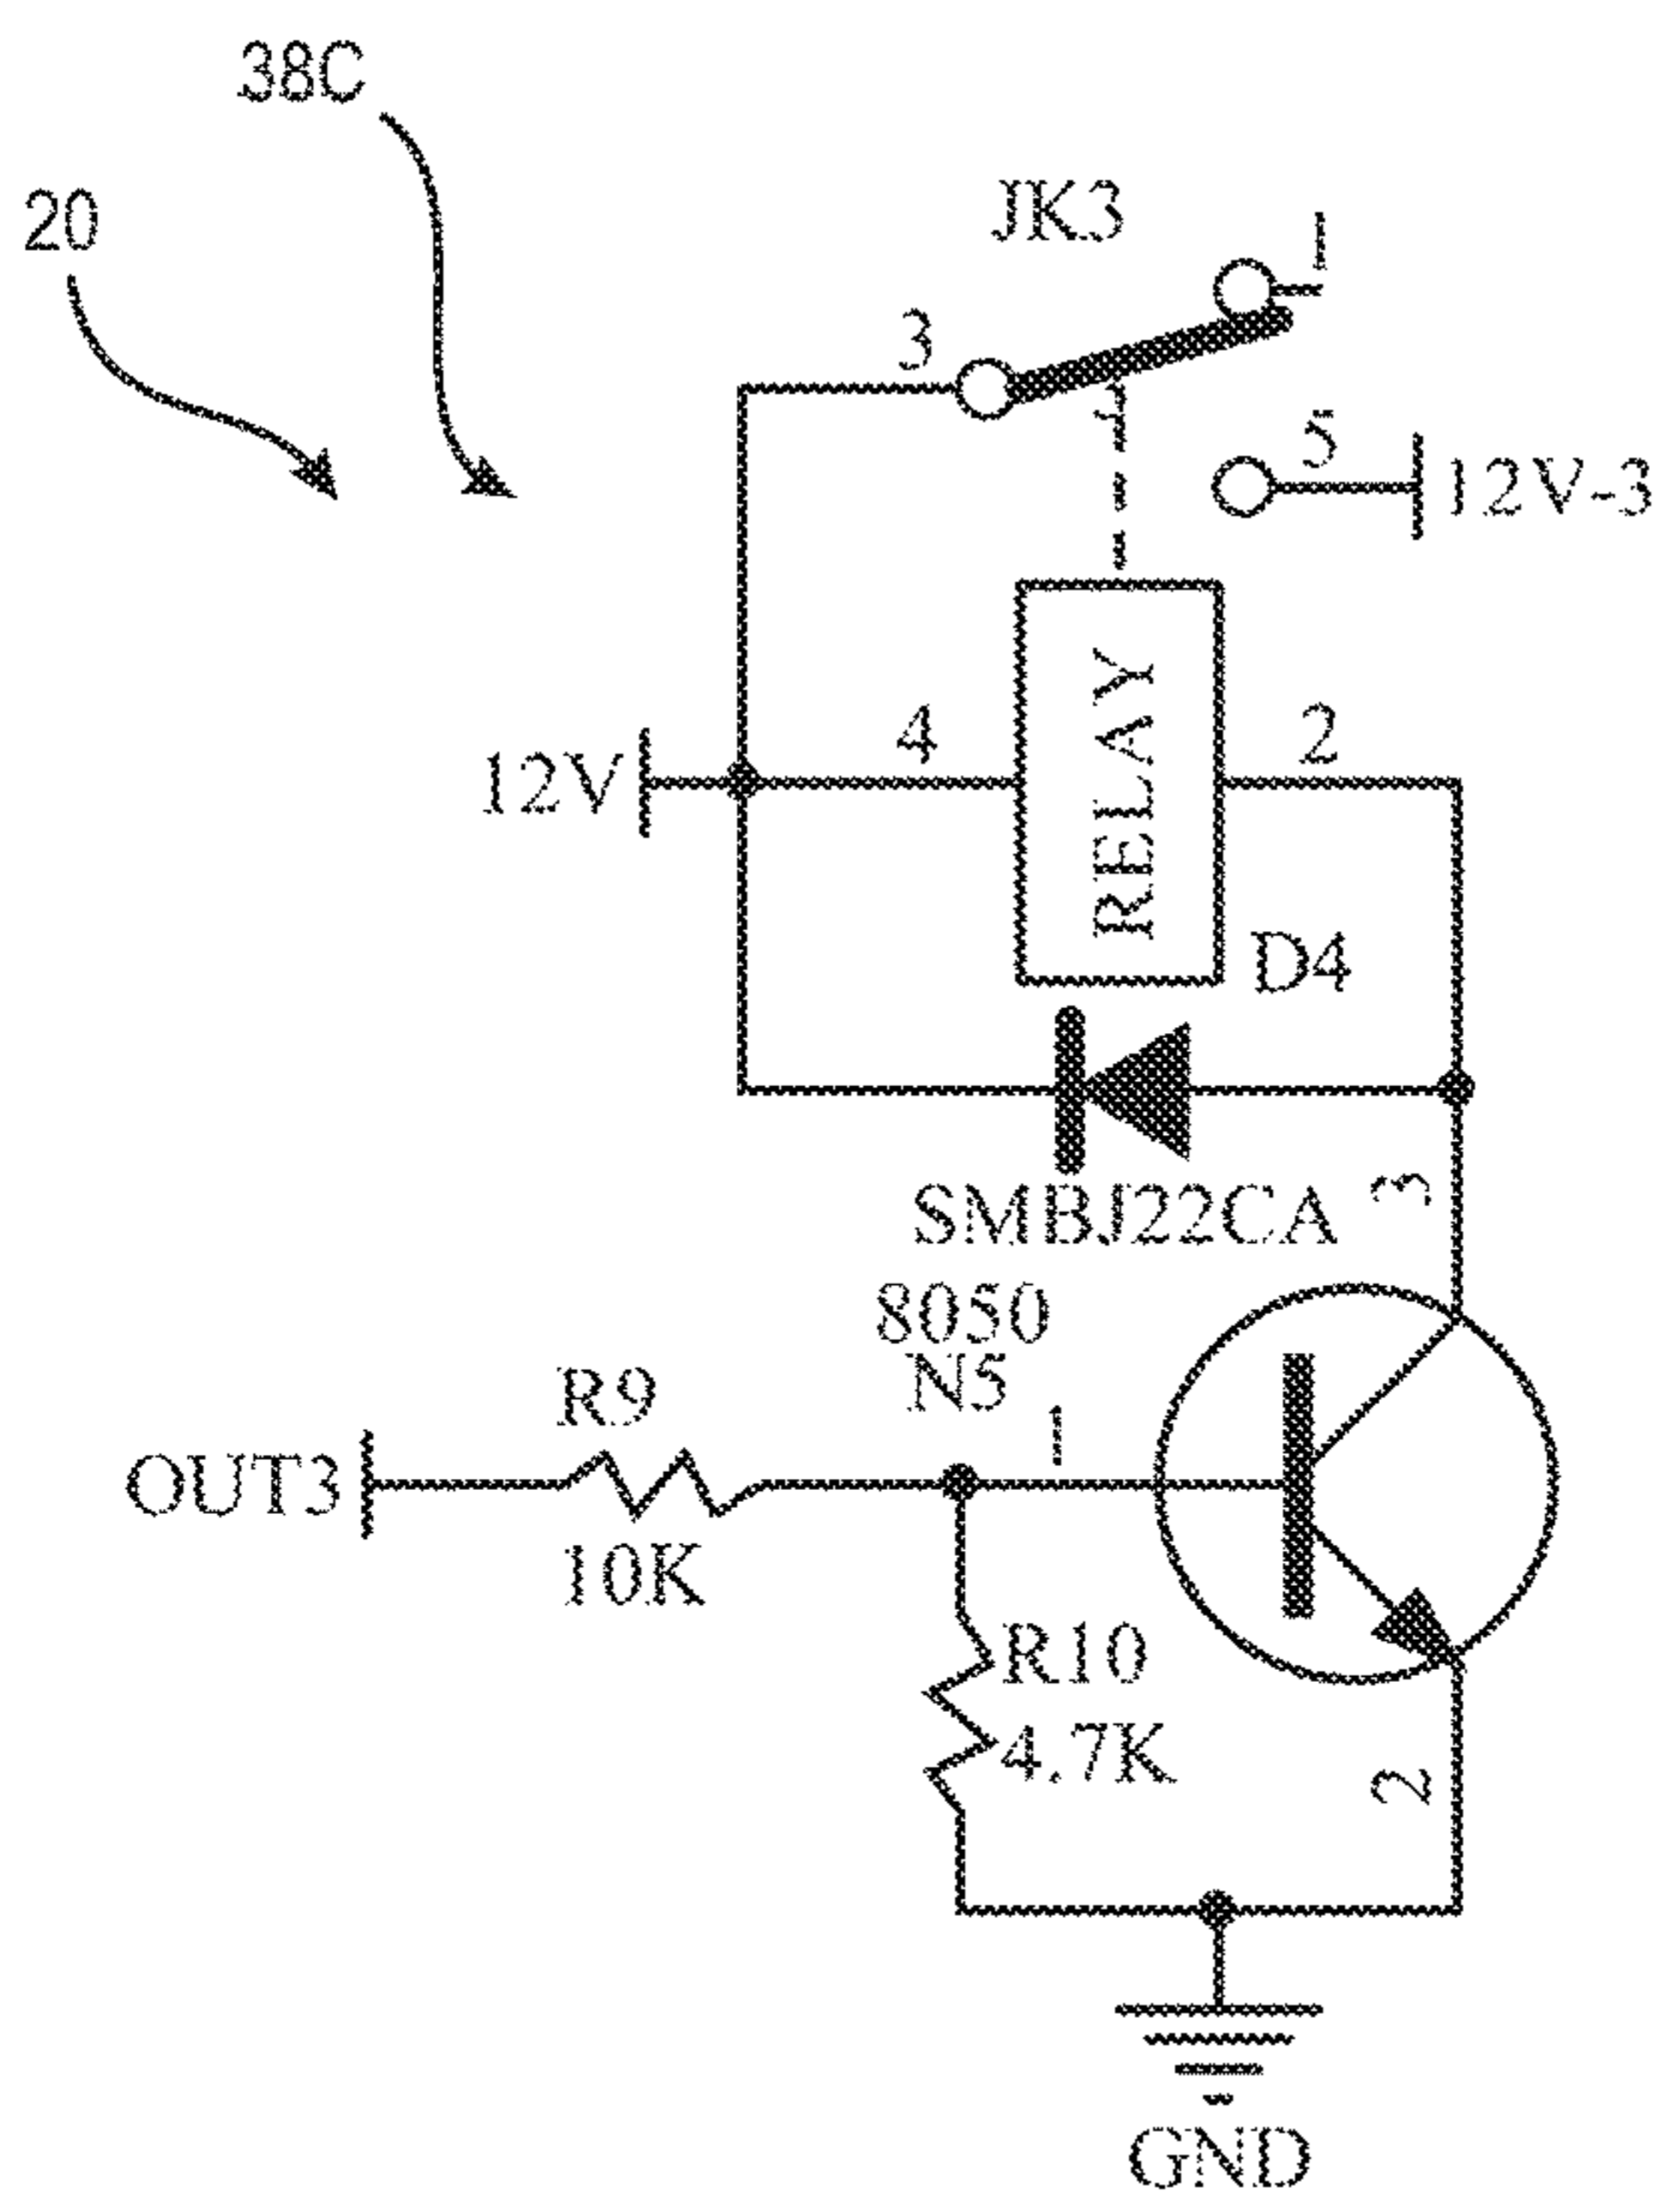 38C
20
JK3
1
3
5
12V-3
4
2
12V
RELAY
D4
SMBJ22CA
3
8050
N5
R9
1
OUT3
10K
R10
4.7K
2
GND